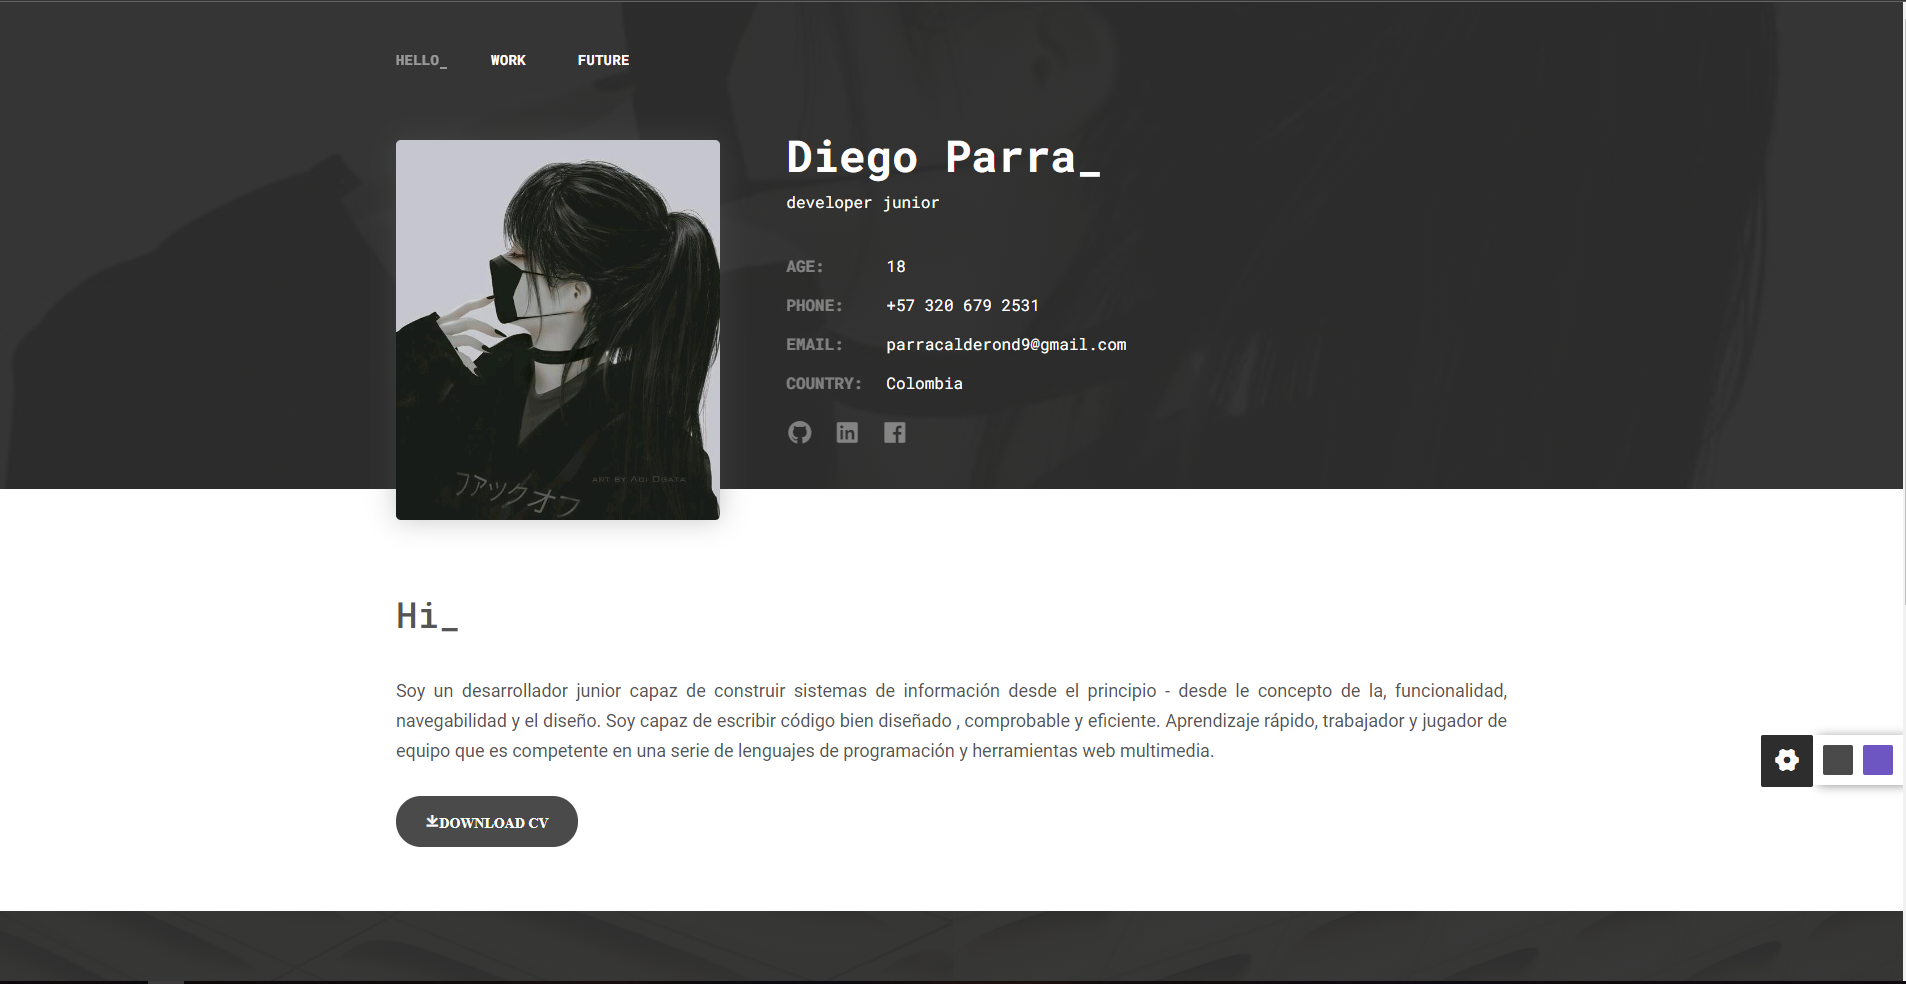 HELLO_ WORK FUTURE
Diego Parra_
developer junior
AGE: 18
PHONE: +57 320 679 2531
EMAIL: parracalderond9@gmail.com
COUNTRY: Colombia
ART BY AOI OGATA
ファックオフ
Hi_
Soy un desarrollador junior capaz de construir sistemas de información desde el principio - desde le concepto de la, funcionalidad,
navegabilidad y el diseño. Soy capaz de escribir código bien diseñado , comprobable y eficiente. Aprendizaje rápido, trabajador y jugador de
equipo que es competente en una serie de lenguajes de programación y herramientas web multimedia.
DOWNLOAD CV